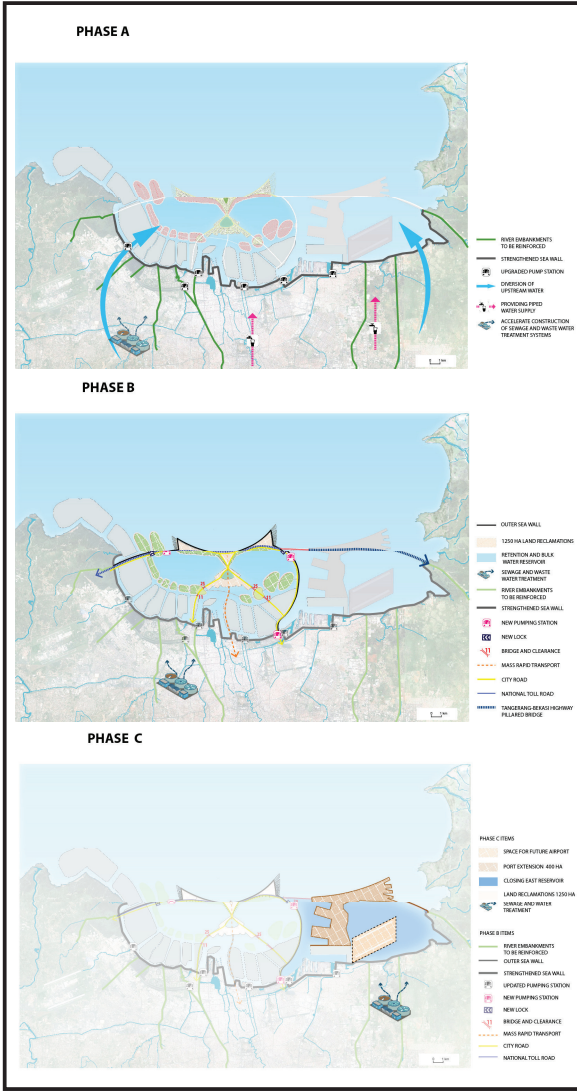 PHASE A
RIVER EMBANKMENTS
TO BE REINFORCED
STRENGTHENED SEA WALL
UPGRADED PUMP STATION
DIVERSION OF
UPSTREAM WATER
PROVIDING PIPED
WATER SUPPLY
ACCELERATE CONSTRUCTION
OF SEWAGE AND WASTE WATER
TREATMENT SYSTEMS
PHASE B
OUTER SEA WALL
1250 HA LAND RECLAMATIONS
RETENTION AND BULK
WATER RESERVOIR
SEWAGE AND WASTE
WATER TREATMENT
RIVER EMBANKMENTS
TO BE REINFORCED
STRENGTHENED SEA WALL
NEW PUMPING STATION
NEW LOCK
BRIDGE AND CLEARANCE
MASS RAPID TRANSPORT
CITY ROAD
NATIONAL TOLL ROAD
TANGERANG-BEKASI HIGHWAY
PILLARED BRIDGE
PHASE C
PHASE C ITEMS
SPACE FOR FUTURE AIRPORT
PORT EXTENSION 400 HA
CLOSING EAST RESERVOIR
LAND RECLAMATIONS 1250 HA
SEWAGE AND WATER
TREATMENT
PHASE B ITEMS
RIVER EMBANKMENTS
TO BE REINFORCED
OUTER SEA WALL
STRENGTHENED SEA WALL
UPDATED PUMPING STATION
NEW PUMPING STATION
NEW LOCK
BRIDGE AND CLEARANCE
MASS RAPID TRANSPORT
CITY ROAD
NATIONAL TOLL ROAD